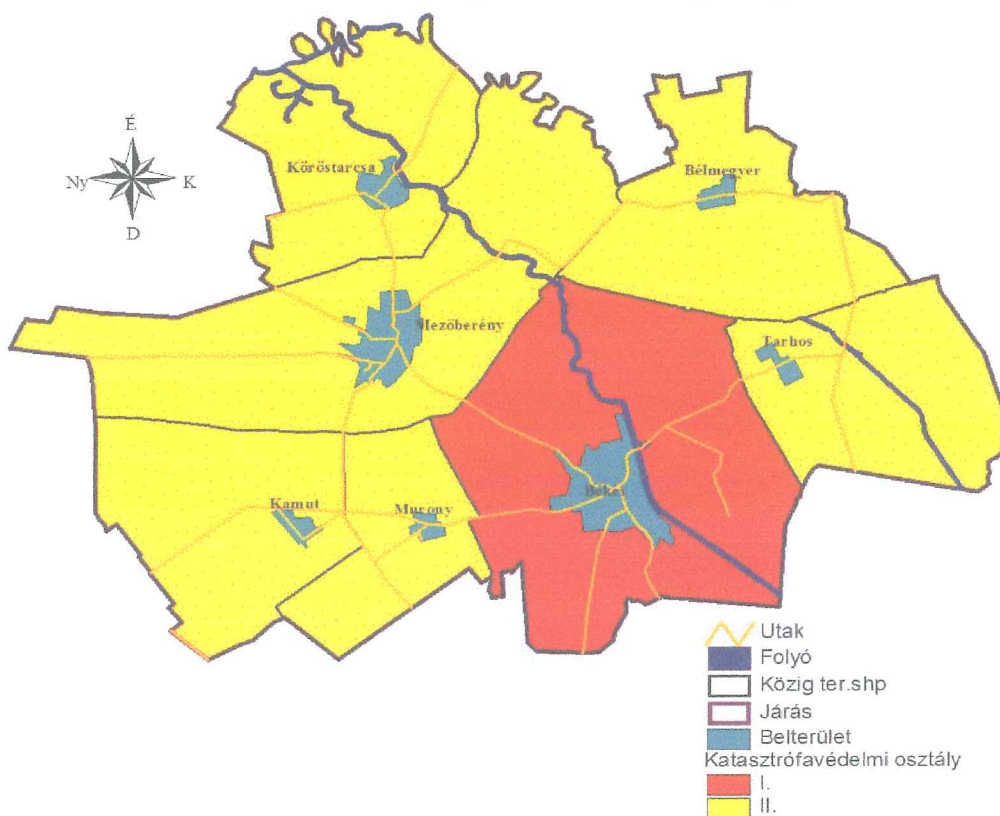 É
Ny
K
D
Köröstarcsa
Bélmegyer
Mezőberény
Tarhos
Békés
Kamut
Murony
Utak
Folyó
Közig ter.shp
Járás
Belterület
Katasztrófavédelmi osztály
I.
II.